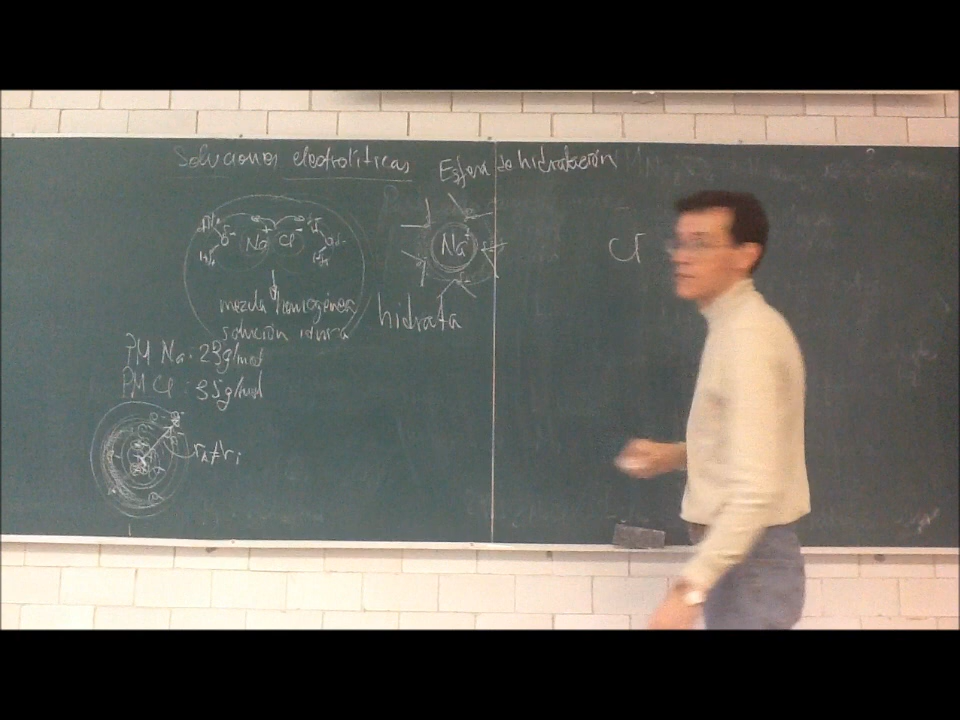 Soluciones electrolíticas
Esfera de hidratación
Na+ Cl-
Na+
Cl-
mezcla homogénea
solución
hidrata
PM Na: 23g/mol
PM Cl: 35g/mol